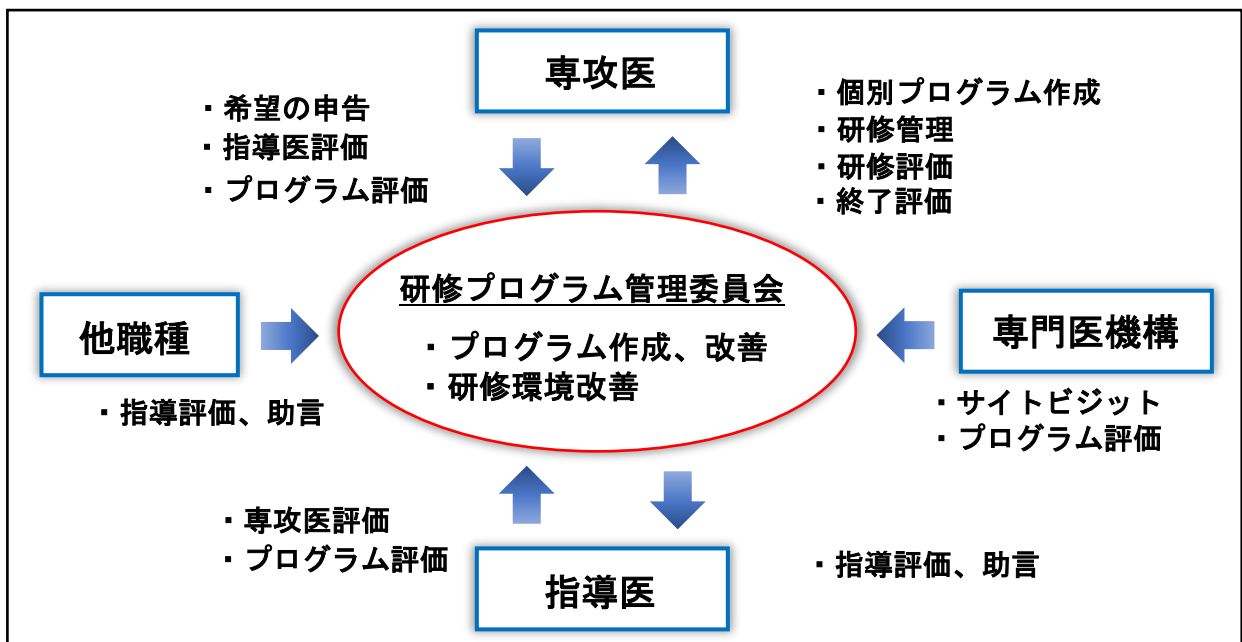 専攻医
・希望の申告
・指導医評価
・プログラム評価
・個別プログラム作成
・研修管理
・研修評価
・終了評価
研修プログラム管理委員会
・プログラム作成、改善
・研修環境改善
他職種
・指導評価、助言
専門医機構
・サイトビジット
・プログラム評価
・専攻医評価
・プログラム評価
指導医
・指導評価、助言